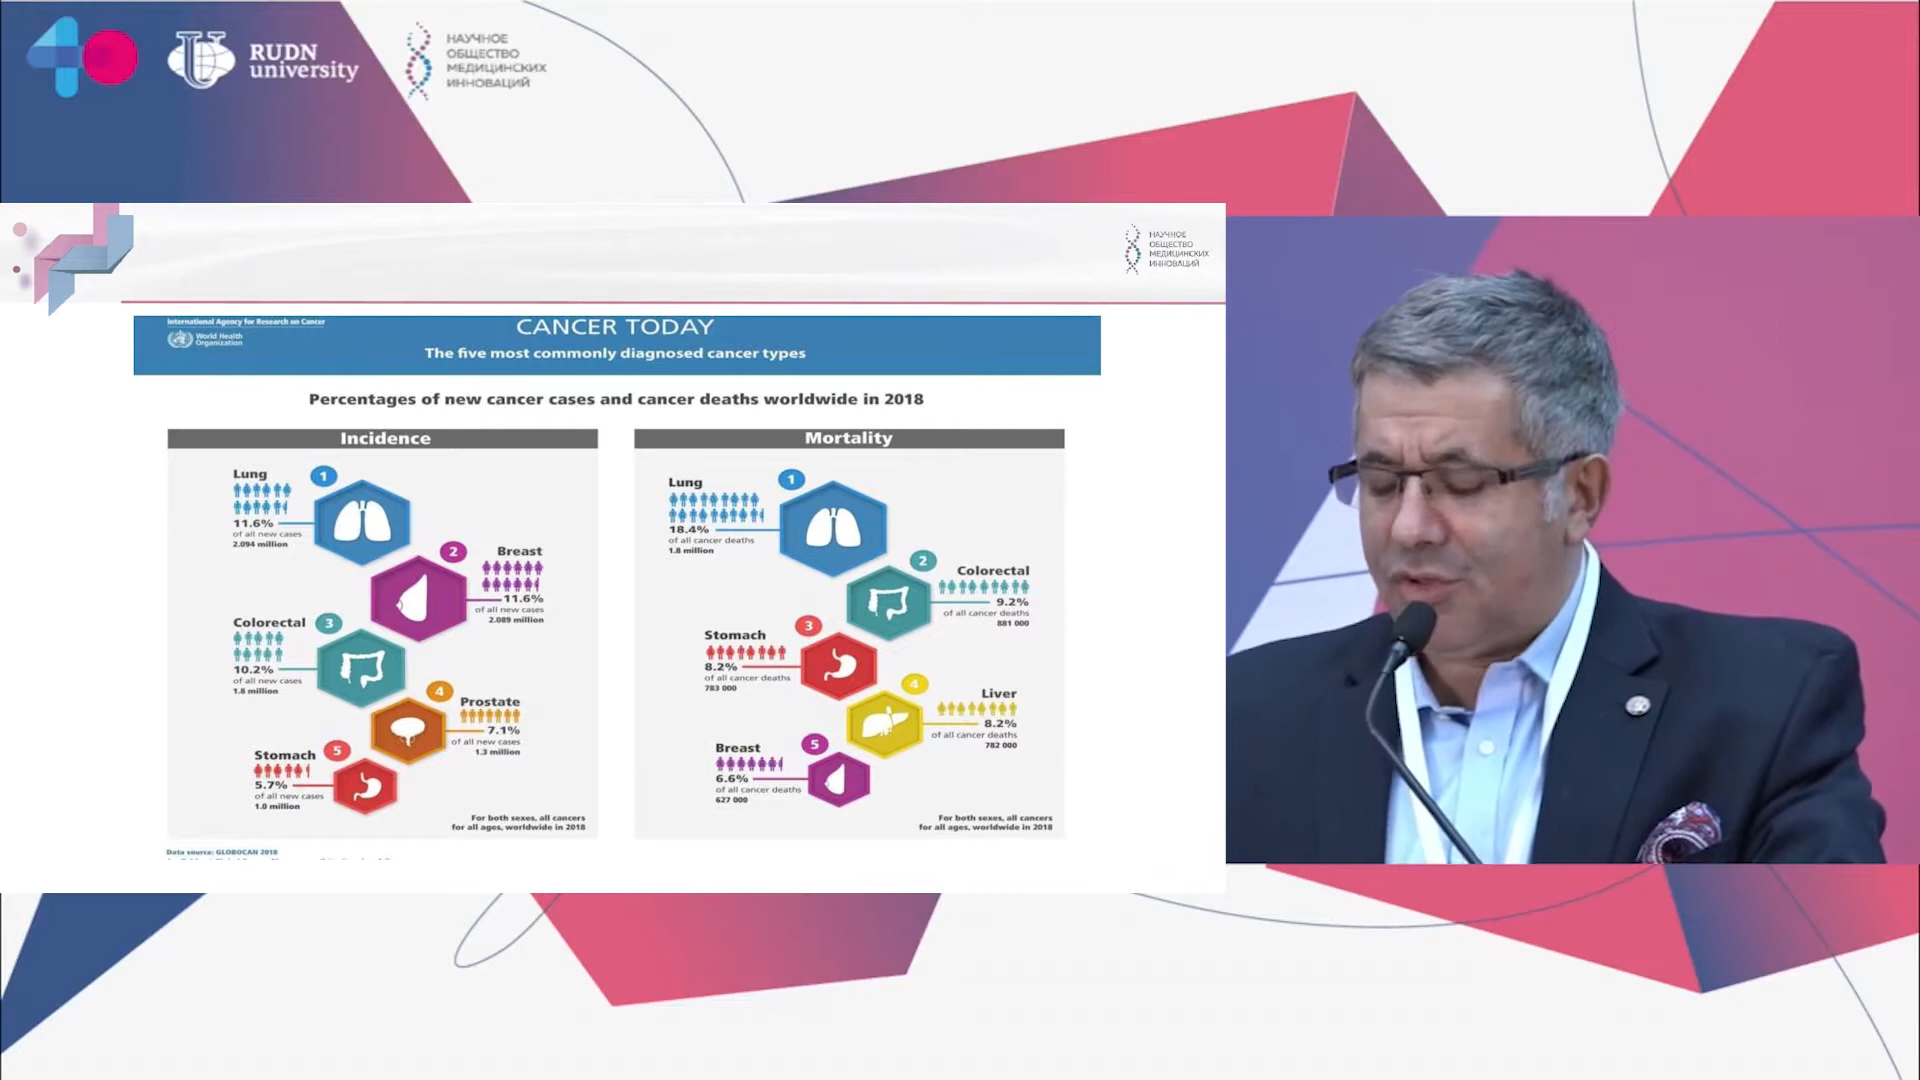 RUDN
university
НАУЧНОЕ
ОБЩЕСТВО
МЕДИЦИНСКИХ
ИННОВАЦИЙ
НАУЧНОЕ
ОБЩЕСТВО
МЕДИЦИНСКИХ
ИННОВАЦИЙ
International Agency for Research on Cancer
World Health
Organization
CANCER TODAY
The five most commonly diagnosed cancer types
Percentages of new cancer cases and cancer deaths worldwide in 2018
Incidence
Lung
1
11.6%
of all new cases
2.094 million
2
Breast
11.6%
of all new cases
2.089 million
Colorectal
3
10.2%
of all new cases
1.8 million
4
Prostate
7.1%
of all new cases
1.3 million
Stomach
5
5.7%
of all new cases
1.0 million
For both sexes, all cancers
for all ages, worldwide in 2018
Mortality
Lung
1
18.4%
of all cancer deaths
1.8 million
2
Colorectal
9.2%
of all cancer deaths
881 000
Stomach
3
8.2%
of all cancer deaths
783 000
4
Liver
8.2%
of all cancer deaths
782 000
Breast
5
6.6%
of all cancer deaths
627 000
For both sexes, all cancers
for all ages, worldwide in 2018
Data source: GLOBOCAN 2018